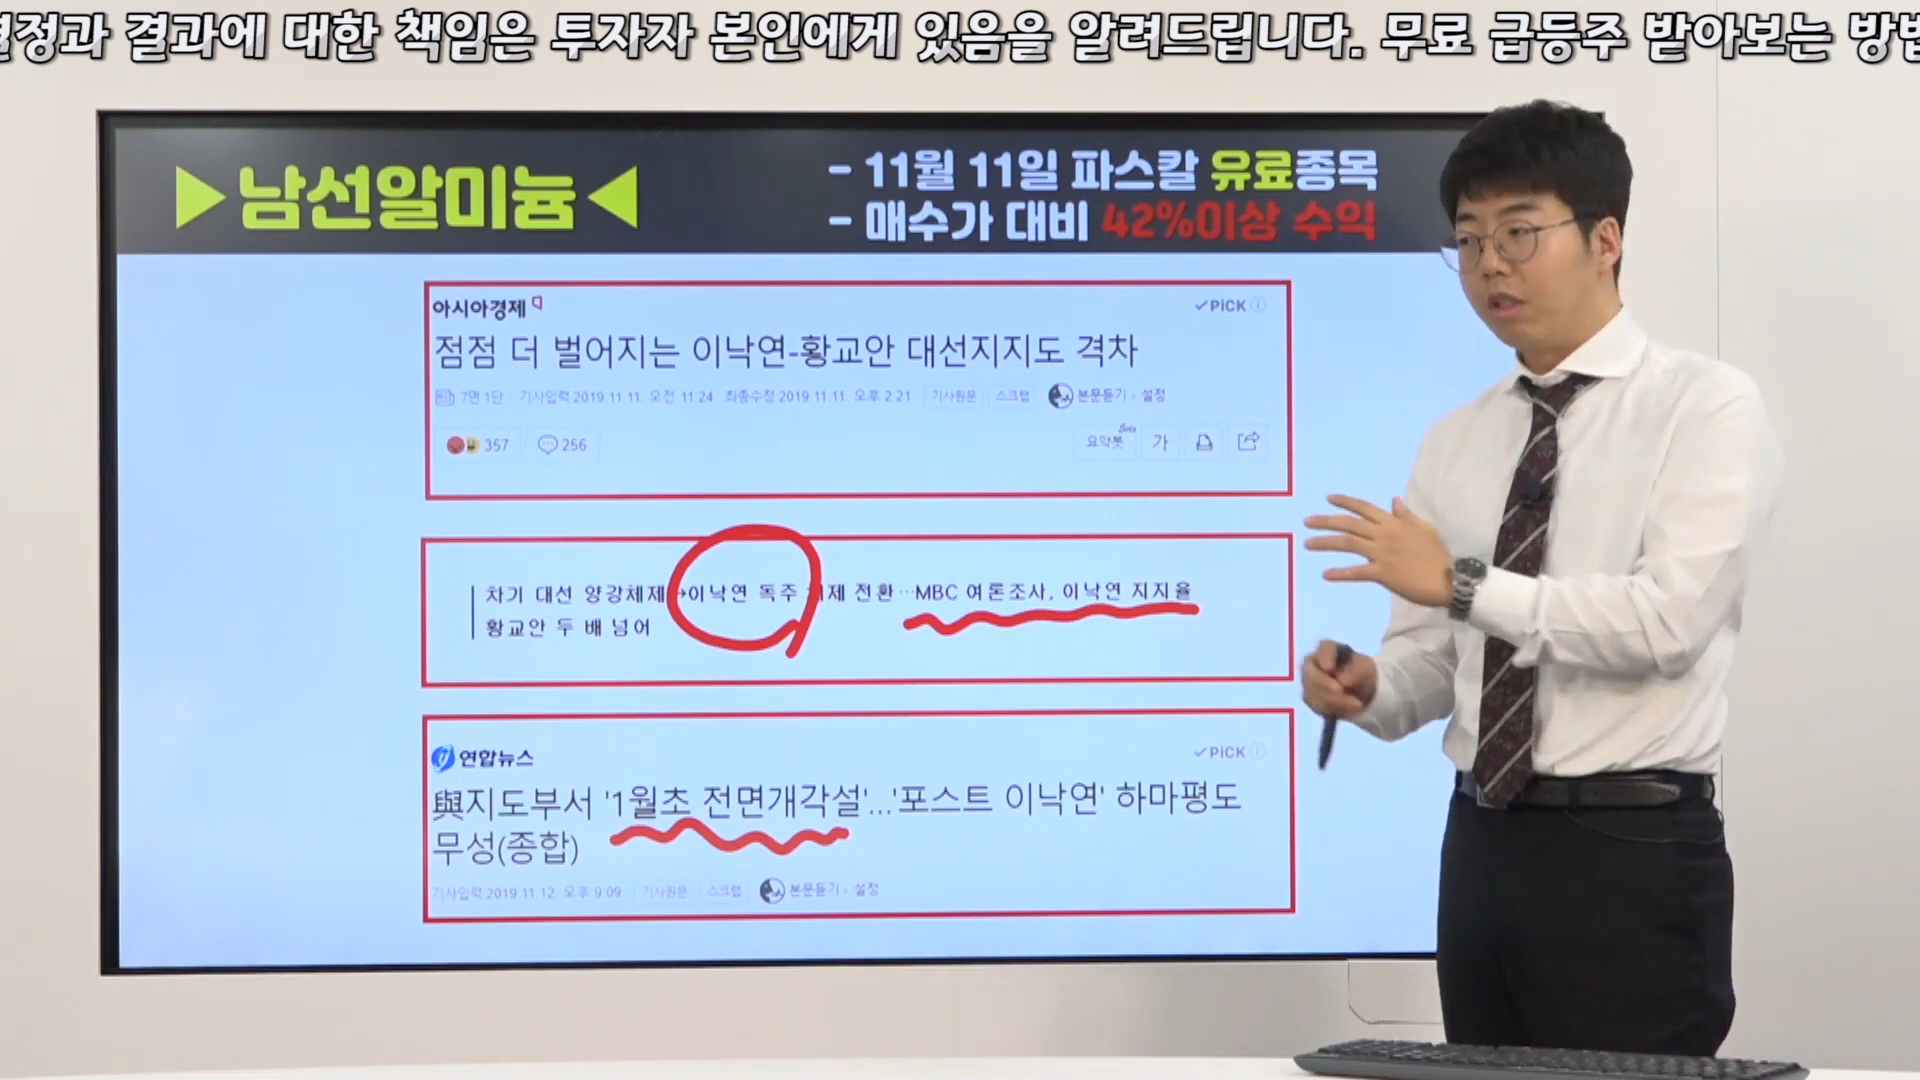 결과에 대한 책임은 투자자 본인에게 있음을 알려드립니다. 무료 급등주 받아보는
▶남선알미늄◀
- 11월 11일 파스칼 유료종목
- 매수가 대비 42%이상 수익
아시아경제
✓PiCK
점점 더 벌어지는 이낙연-황교안 대선지지도 격차
7면 1단 기사입력 2019.11.11. 오전 11:24 최종수정 2019.11.11. 오후 2:21 기사원문 스크랩 본문듣기 · 설정
357 256 요약봇 Beta 가
차기 대선 양강체제→이낙연 독주 전환…MBC 여론조사, 이낙연 지지율
황교안 두 배 넘어
연합뉴스
✓PiCK
與지도부서 '1월초 전면개각설'…'포스트 이낙연' 하마평도
무성(종합)
기사입력 2019.11.12. 오후 9:09 기사원문 스크랩 본문듣기 · 설정